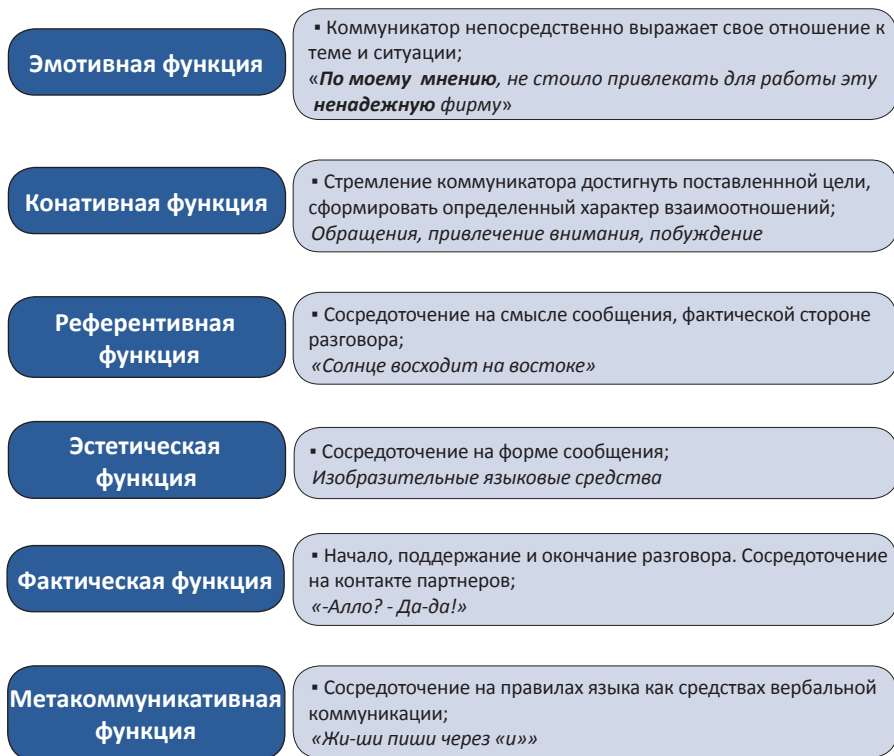 Эмотивная функция
▪ Коммуникатор непосредственно выражает свое отношение к
теме и ситуации;
«По моему мнению, не стоило привлекать для работы эту
ненадежную фирму»
Конативная функция
▪ Стремление коммуникатора достигнуть поставленнной цели,
сформировать определенный характер взаимоотношений;
Обращения, привлечение внимания, побуждение
Референтивная
функция
▪ Сосредоточение на смысле сообщения, фактической стороне
разговора;
«Солнце восходит на востоке»
Эстетическая
функция
▪ Сосредоточение на форме сообщения;
Изобразительные языковые средства
Фактическая функция
▪ Начало, поддержание и окончание разговора. Сосредоточение
на контакте партнеров;
«-Алло? - Да-да!»
Метакоммуникативная
функция
▪ Сосредоточение на правилах языка как средствах вербальной
коммуникации;
«Жи-ши пиши через «и»»